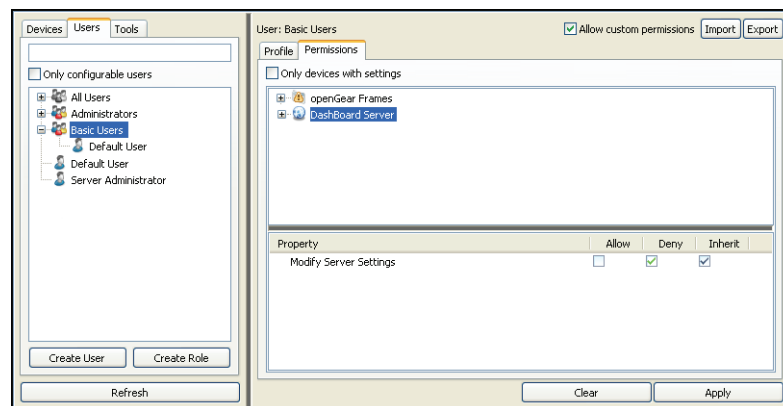 Devices Users Tools
Only configurable users
All Users
Administrators
Basic Users
Default User
Default User
Server Administrator
Create User Create Role
Refresh
User: Basic Users Allow custom permissions Import Export
Profile Permissions
Only devices with settings
openGear Frames
DashBoard Server
Property Allow Deny Inherit
Modify Server Settings
Clear Apply